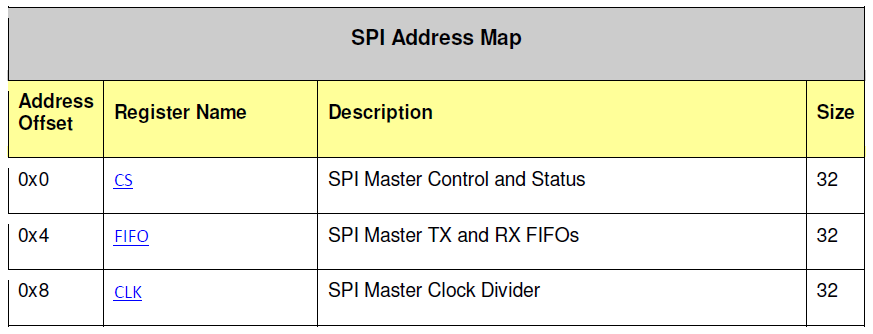 SPI Address Map
Address Offset Register Name Description Size
0x0 CS SPI Master Control and Status 32
0x4 FIFO SPI Master TX and RX FIFOs 32
0x8 CLK SPI Master Clock Divider 32